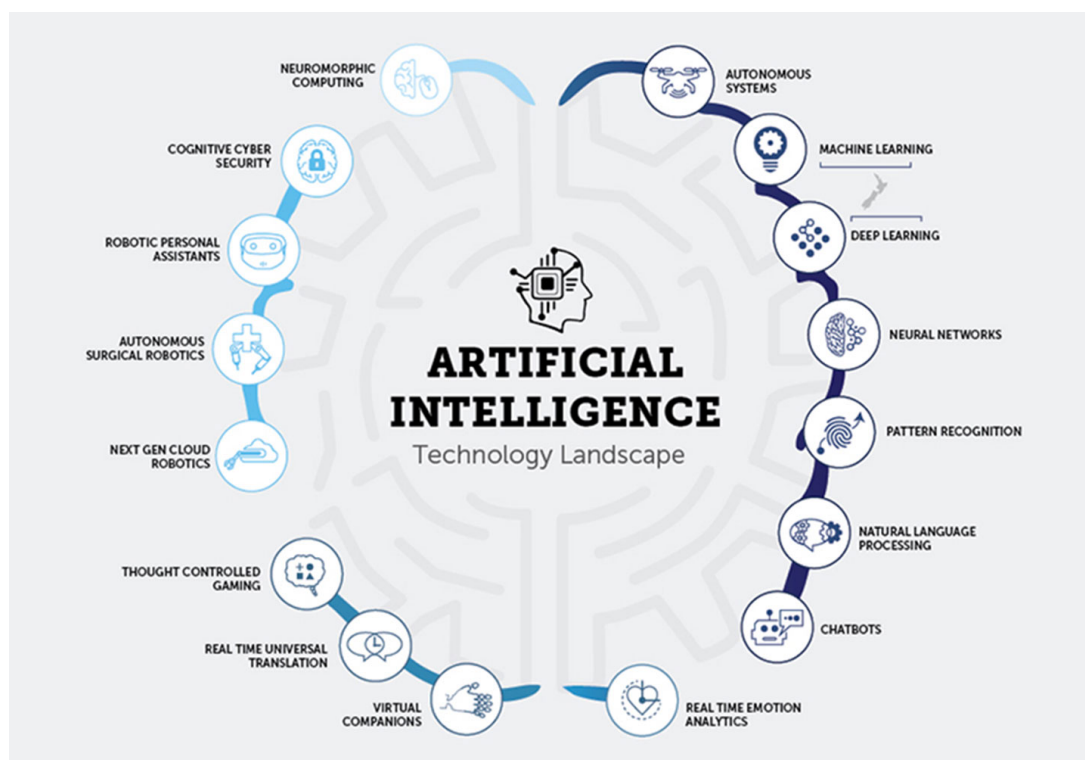 ARTIFICIAL
INTELLIGENCE
Technology Landscape
AUTONOMOUS
SYSTEMS
MACHINE LEARNING
DEEP LEARNING
NEURAL NETWORKS
PATTERN RECOGNITION
NATURAL LANGUAGE
PROCESSING
CHATBOTS
REAL TIME EMOTION
ANALYTICS
VIRTUAL
COMPANIONS
REAL TIME UNIVERSAL
TRANSLATION
THOUGHT CONTROLLED
GAMING
NEXT GEN CLOUD
ROBOTICS
AUTONOMOUS
SURGICAL ROBOTICS
ROBOTIC PERSONAL
ASSISTANTS
COGNITIVE CYBER
SECURITY
NEUROMORPHIC
COMPUTING